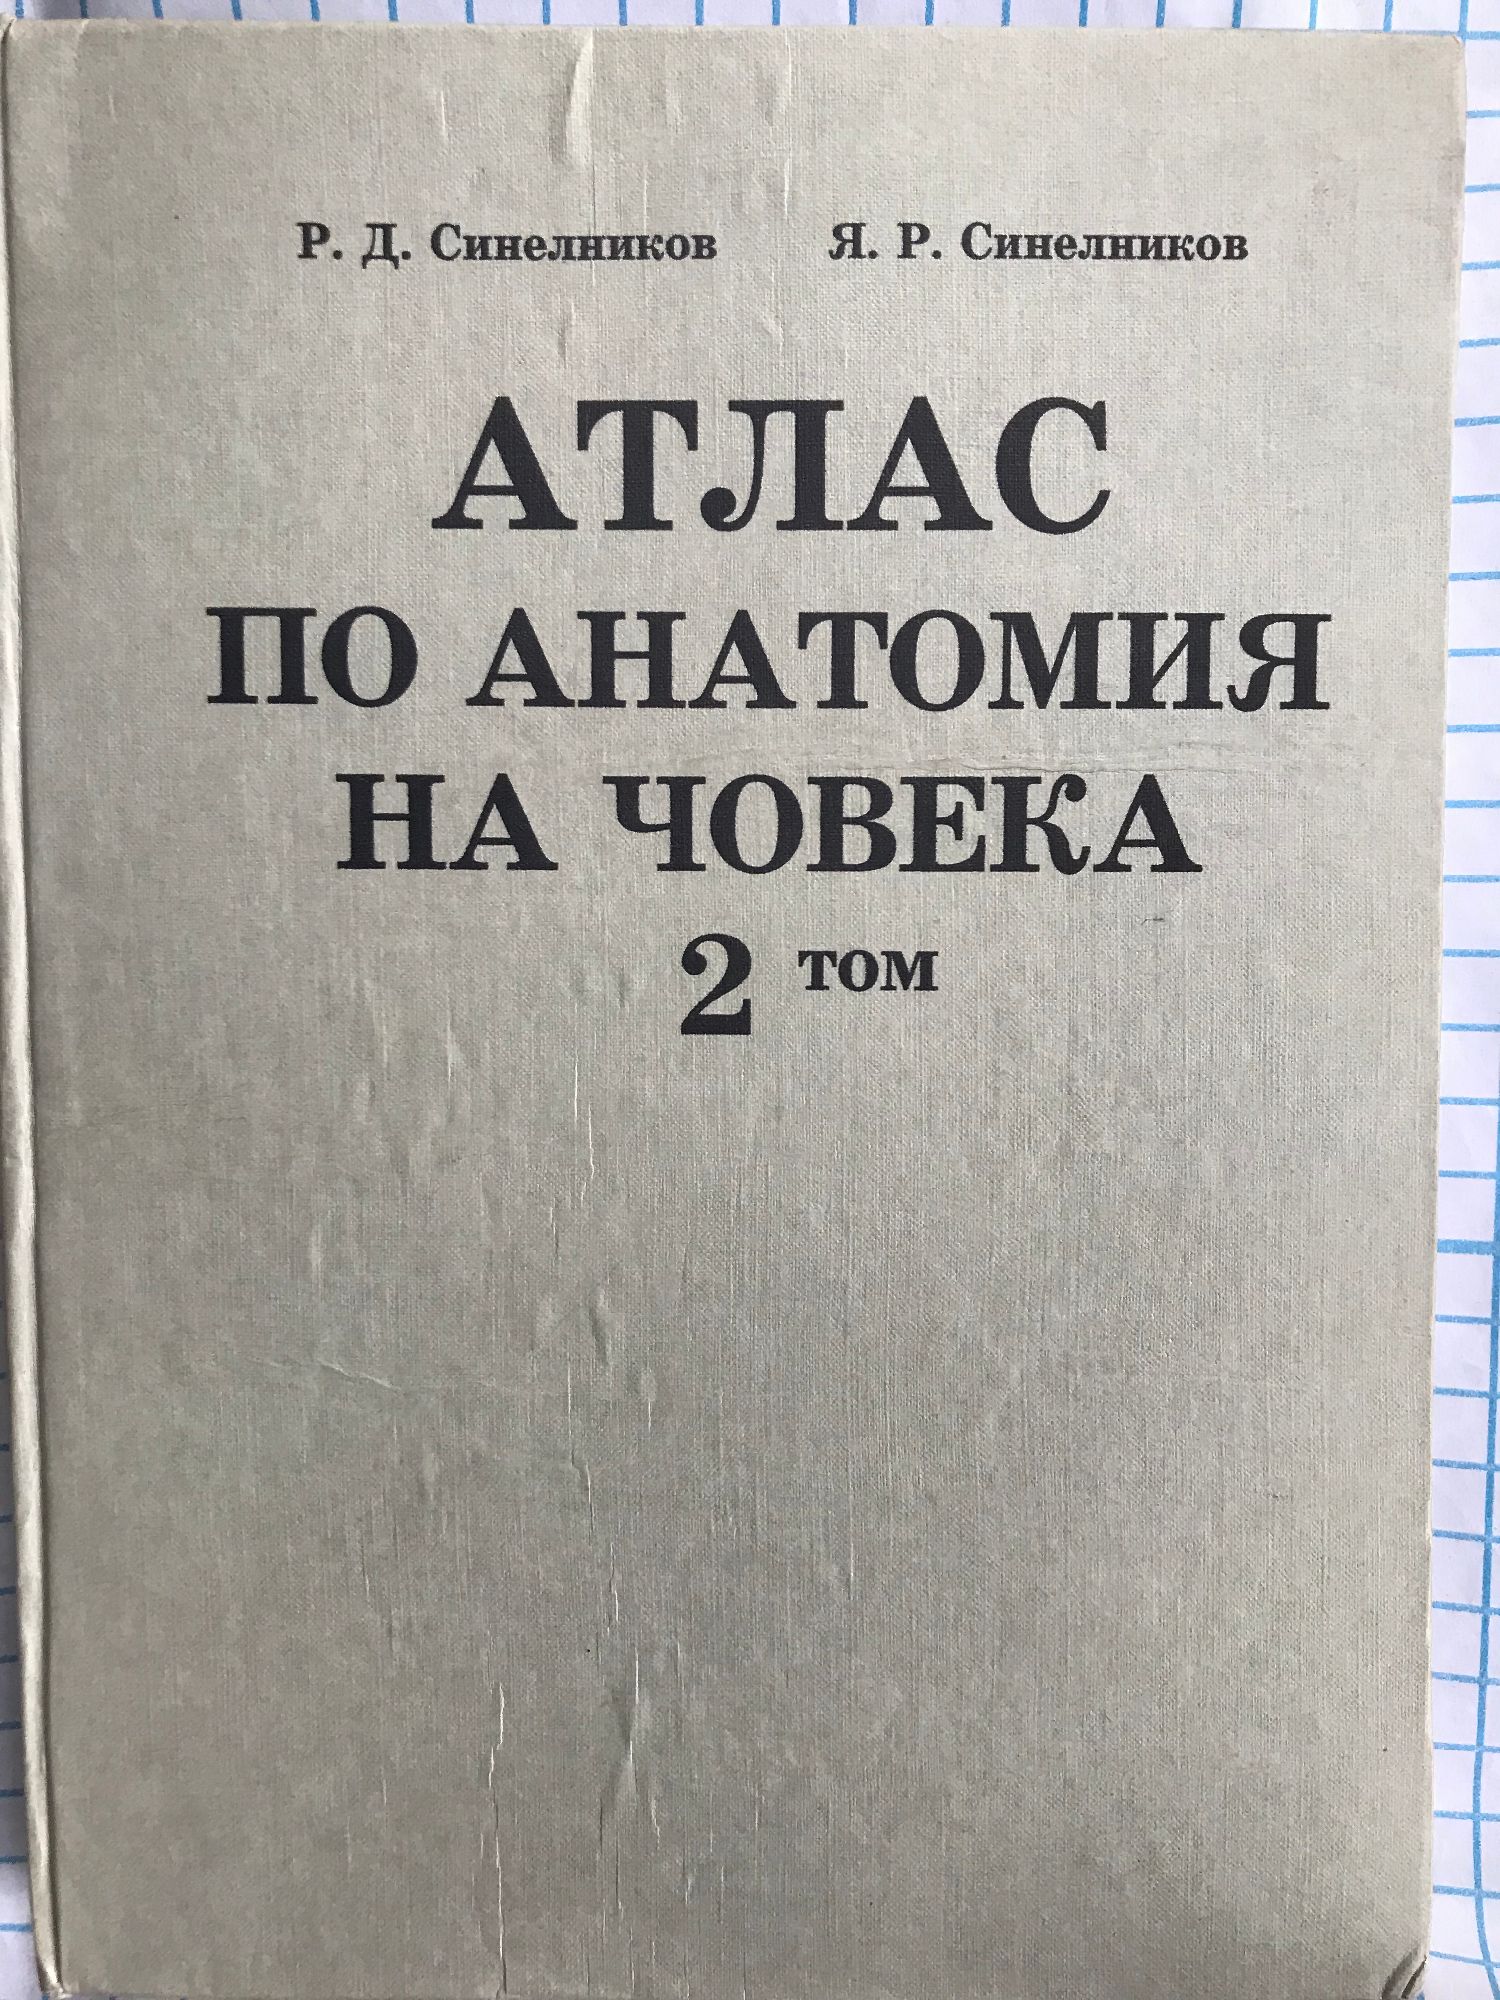 Р. Д. Синелников Я. Р. Синелников
АТЛАС
ПО АНАТОМИЯ
НА ЧОВЕКА
2 том